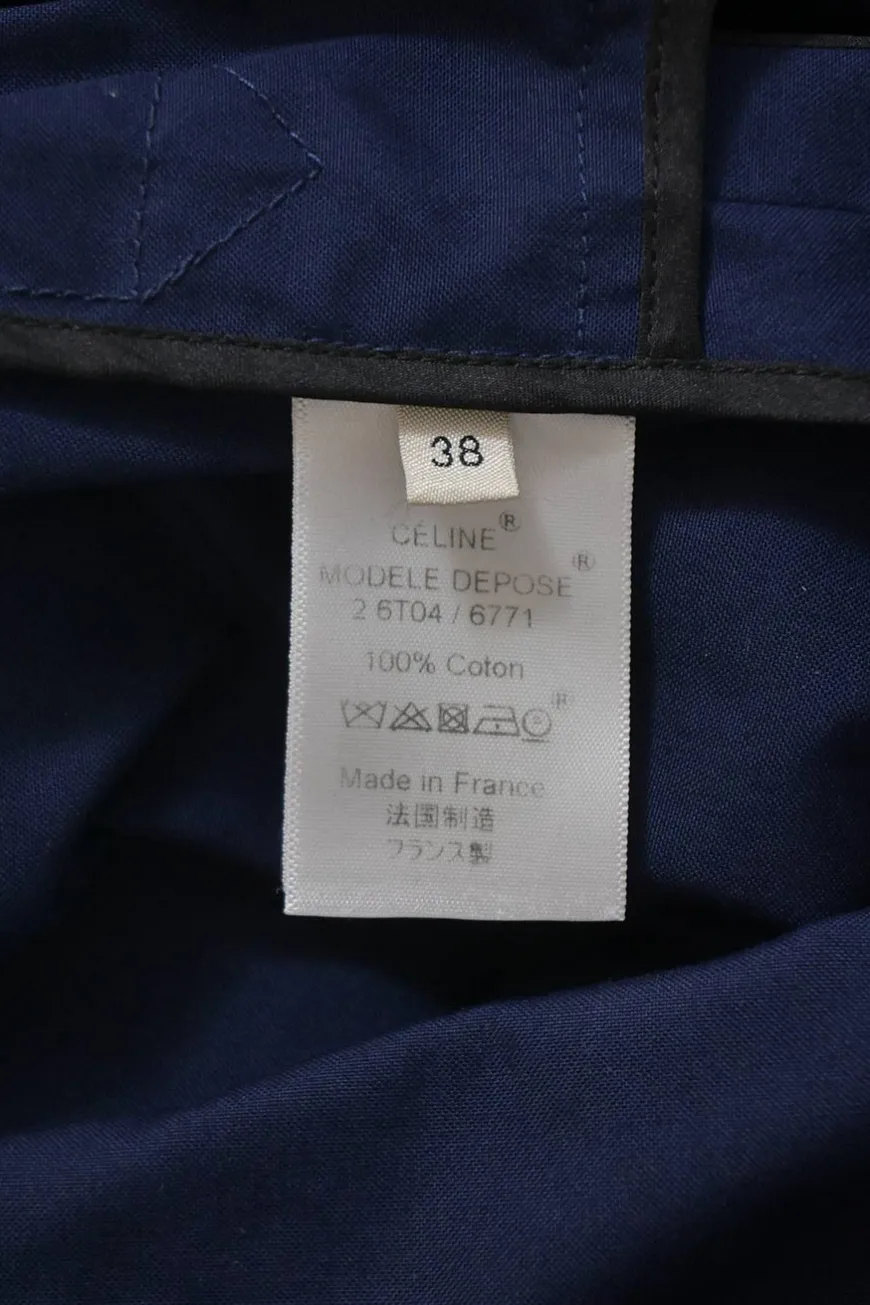 38
CÉLINE®
MODELE DEPOSE®
2 6T04 / 6771
100% Coton
Made in France
法国制造
フランス製